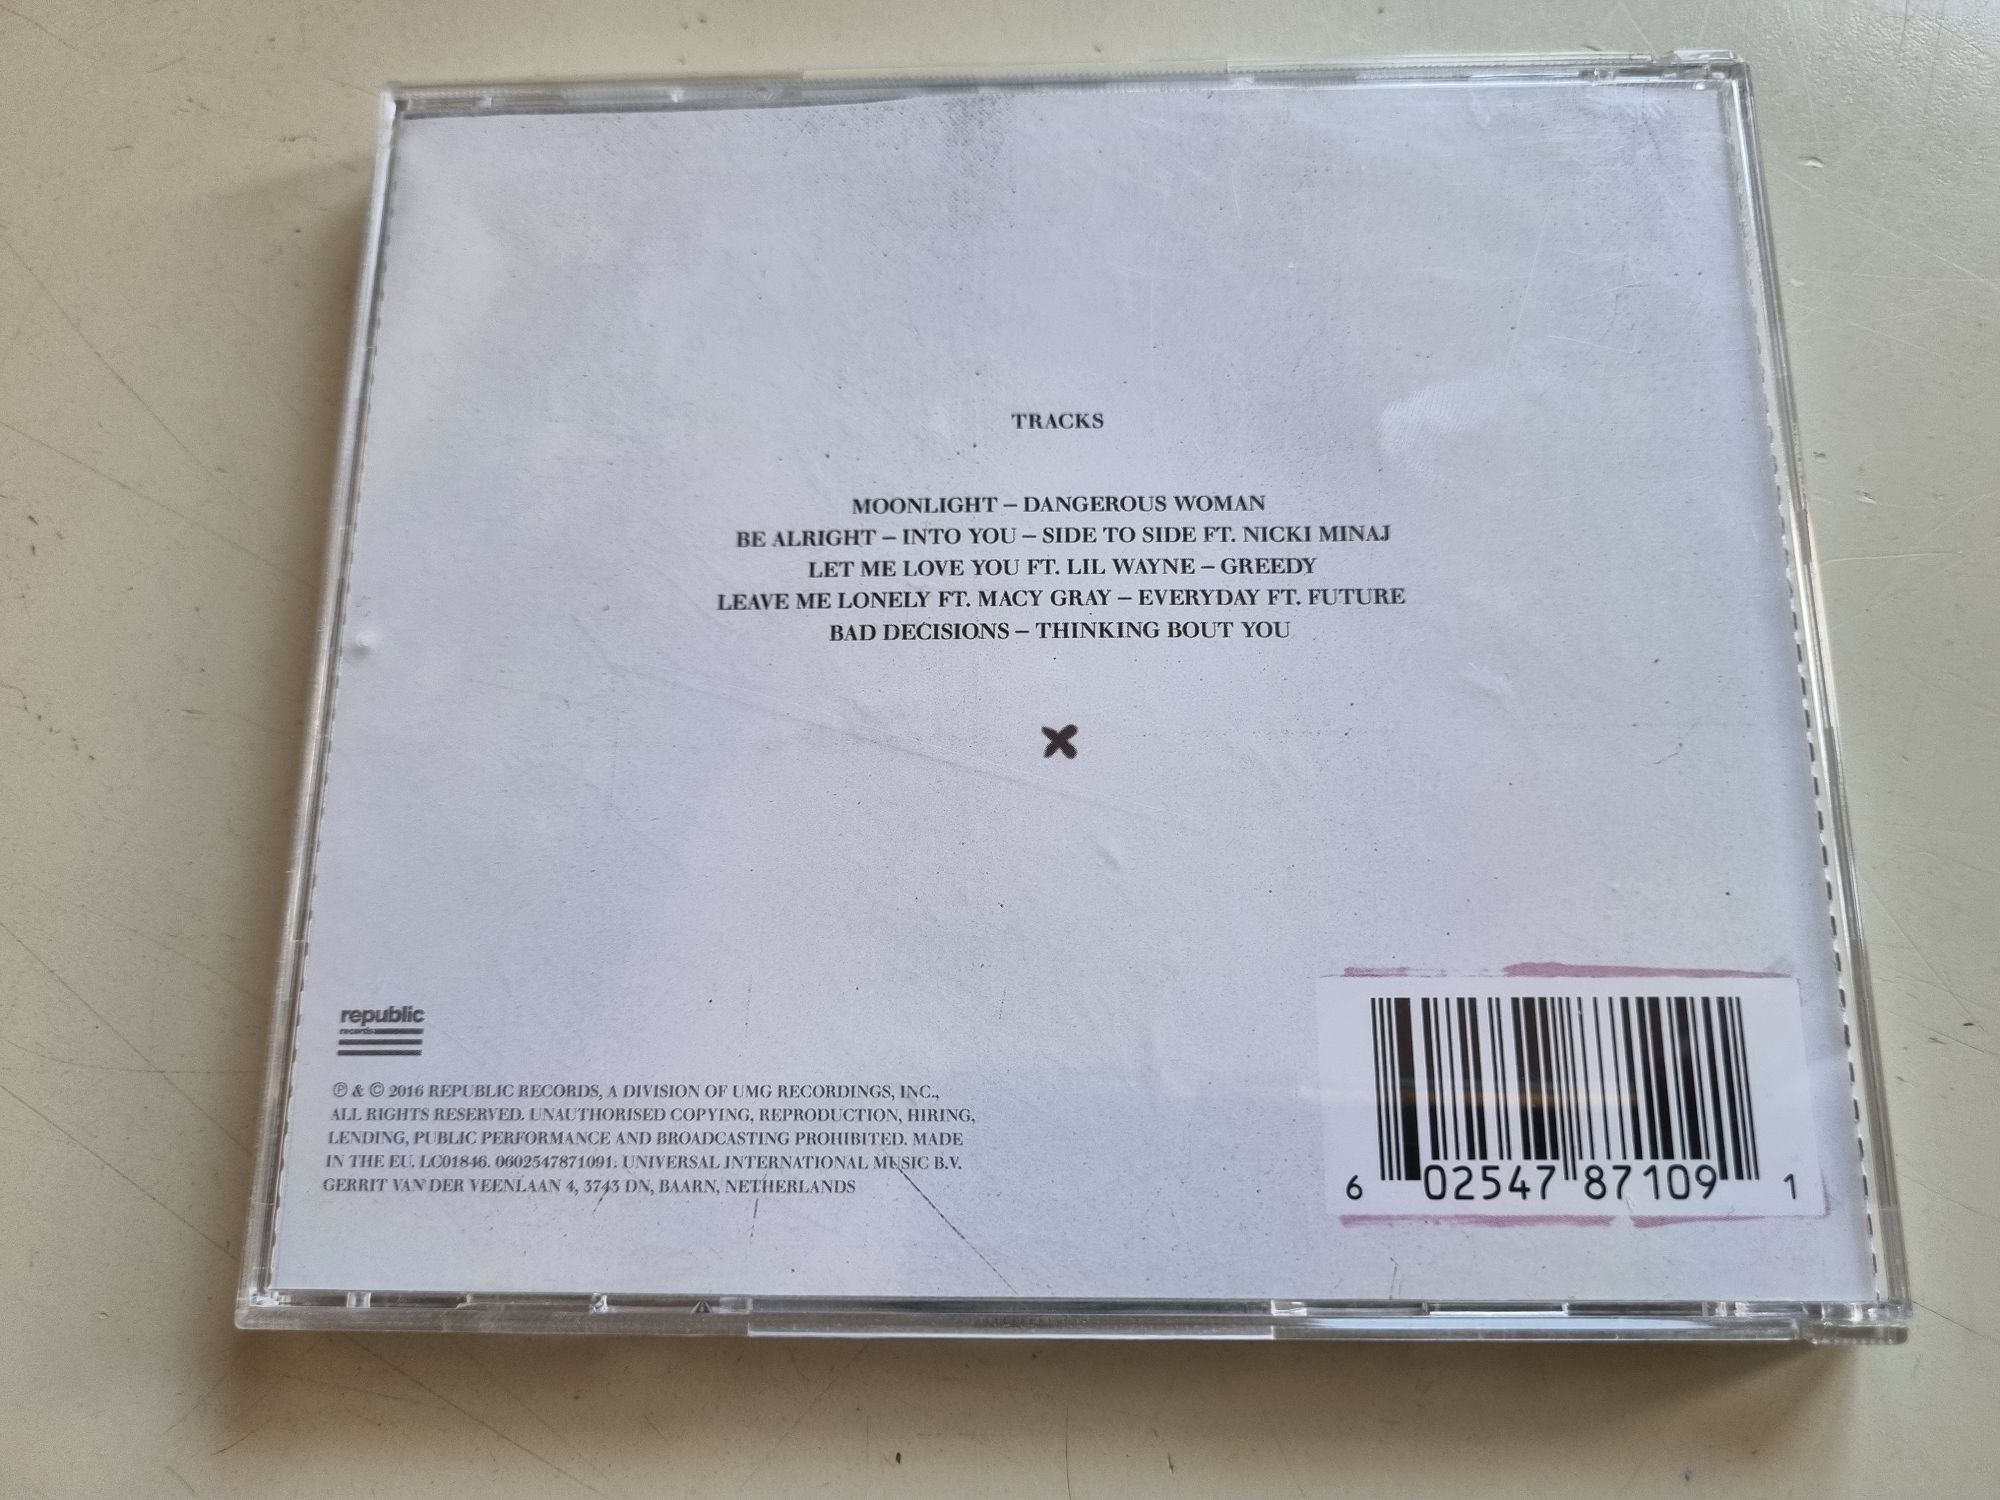 TRACKS
MOONLIGHT – DANGEROUS WOMAN
BE ALRIGHT – INTO YOU – SIDE TO SIDE FT. NICKI MINAJ
LET ME LOVE YOU FT. LIL WAYNE – GREEDY
LEAVE ME LONELY FT. MACY GRAY – EVERYDAY FT. FUTURE
BAD DECISIONS – THINKING BOUT YOU
republic
records
℗ & © 2016 REPUBLIC RECORDS, A DIVISION OF UMG RECORDINGS, INC.,
ALL RIGHTS RESERVED. UNAUTHORISED COPYING, REPRODUCTION, HIRING,
LENDING, PUBLIC PERFORMANCE AND BROADCASTING PROHIBITED. MADE
IN THE EU. LC01846. 0602547871091. UNIVERSAL INTERNATIONAL MUSIC B.V.
GERRIT VAN DER VEENLAAN 4, 3743 DN, BAARN, NETHERLANDS
6 02547 87109 1